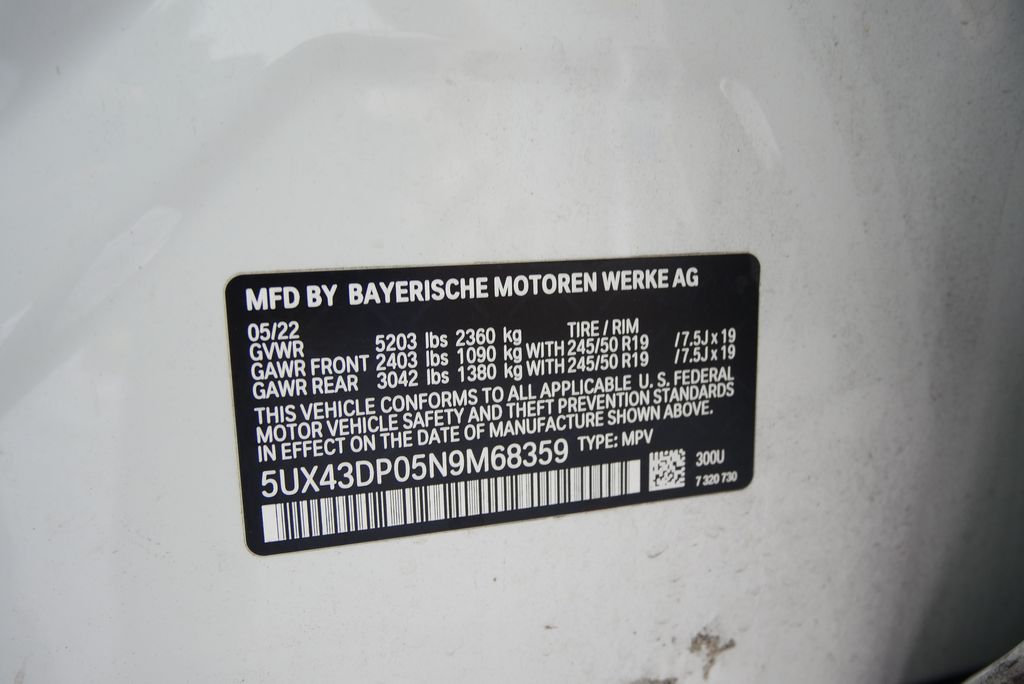 MFD BY BAYERISCHE MOTOREN WERKE AG
05/22 TIRE / RIM
GVWR 5203 lbs 2360 kg
GAWR FRONT 2403 lbs 1090 kg WITH 245/50 R19 /7.5J x 19
GAWR REAR 3042 lbs 1380 kg WITH 245/50 R19 /7.5J x 19
THIS VEHICLE CONFORMS TO ALL APPLICABLE U. S. FEDERAL
MOTOR VEHICLE SAFETY AND THEFT PREVENTION STANDARDS
IN EFFECT ON THE DATE OF MANUFACTURE SHOWN ABOVE.
5UX43DP05N9M68359 TYPE: MPV
300U
7 320 730